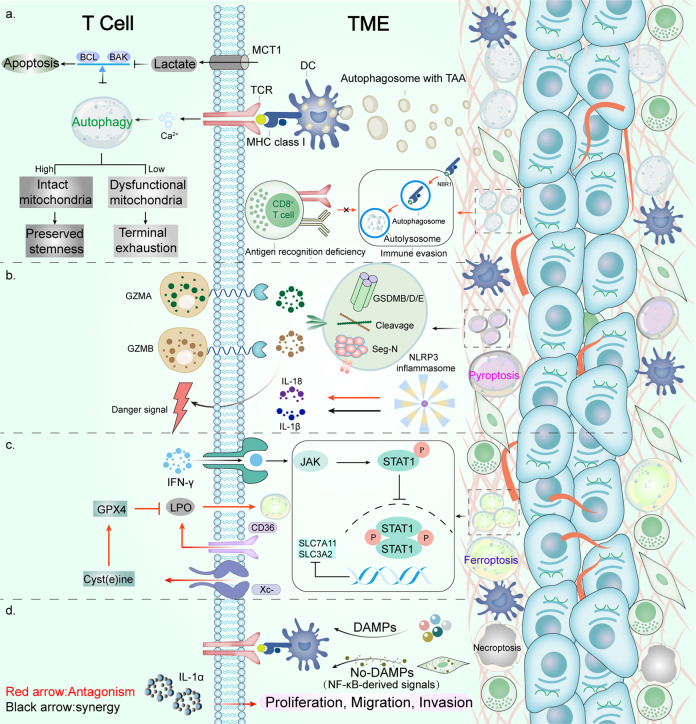 a.
T Cell
TME
MCT1
BCL
BAK
Apoptosis
Lactate
DC
TCR
Autophagosome with TAA
Autophagy
Ca²⁺
MHC class I
High
Low
Intact
mitochondria
Dysfunctional
mitochondria
Preserved
stemness
Terminal
exhaustion
CD8⁺
T cell
NBR1
Autophagosome
Autolysosome
Antigen recognition deficiency
Immune evasion
b.
GZMA
GSDMB/D/E
Cleavage
GZMB
Seg-N
NLRP3
inflammasome
IL-18
IL-1β
Danger signal
Pyroptosis
c.
IFN-γ
JAK
STAT1
P
GPX4
LPO
CD36
P
STAT1
STAT1
P
SLC7A11
SLC3A2
Cyst(e)ine
Xc-
Ferroptosis
d.
DAMPs
No-DAMPs
(NF-κB-derived signals)
Necroptosis
IL-1α
Red arrow:Antagonism
Black arrow:synergy
Proliferation, Migration, Invasion